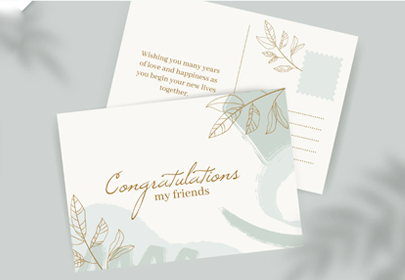 Wishing you many years
of love and happiness as
you begin your new lives
together.
Congratulations
my friends